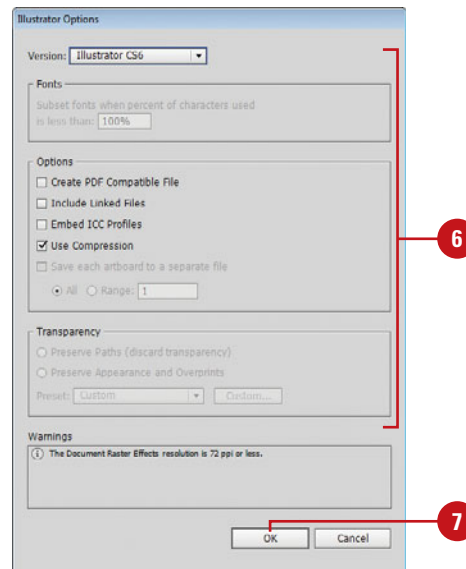 Illustrator Options
Version: Illustrator CS6
Fonts
Subset fonts when percent of characters used
is less than: 100%
Options
Create PDF Compatible File
Include Linked Files
Embed ICC Profiles
Use Compression
Save each artboard to a separate file
All Range: 1
6
Transparency
Preserve Paths (discard transparency)
Preserve Appearance and Overprints
Preset: Custom Custom...
Warnings
The Document Raster Effects resolution is 72 ppi or less.
7
OK Cancel